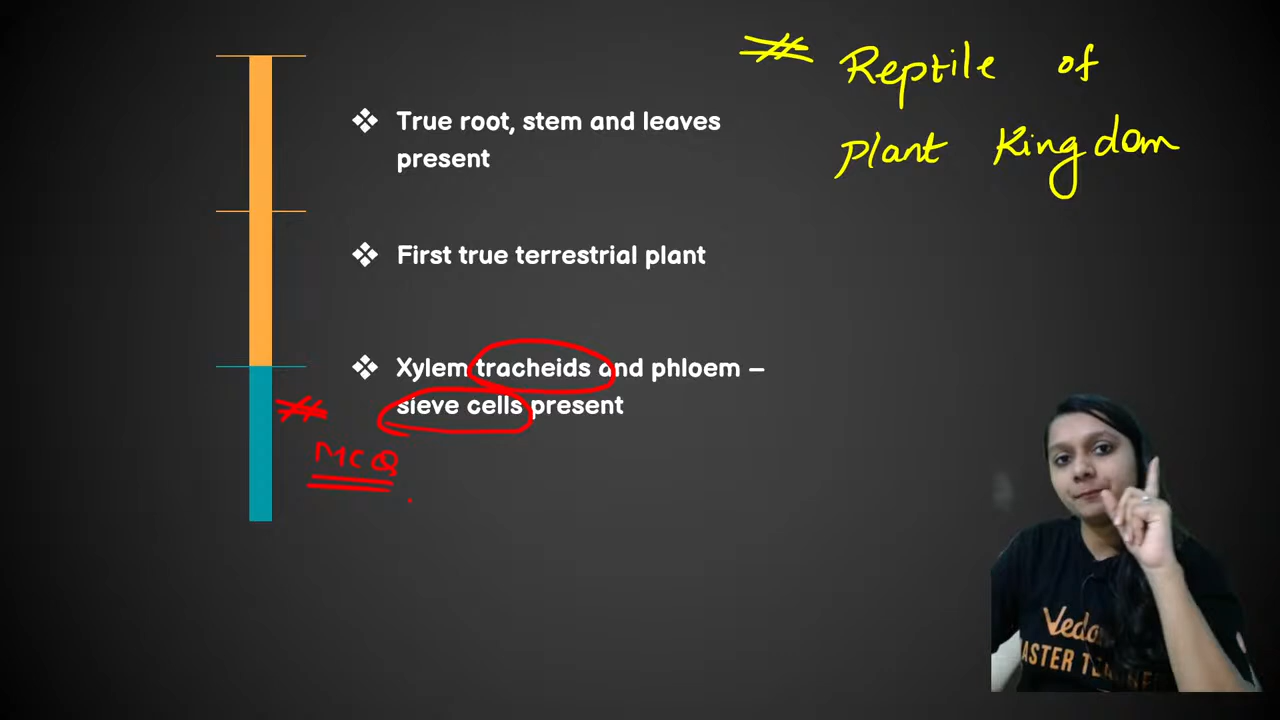 Reptile of
plant Kingdom
❖ True root, stem and leaves
present
❖ First true terrestrial plant
❖ Xylem tracheids and phloem –
sieve cells present
MCQ